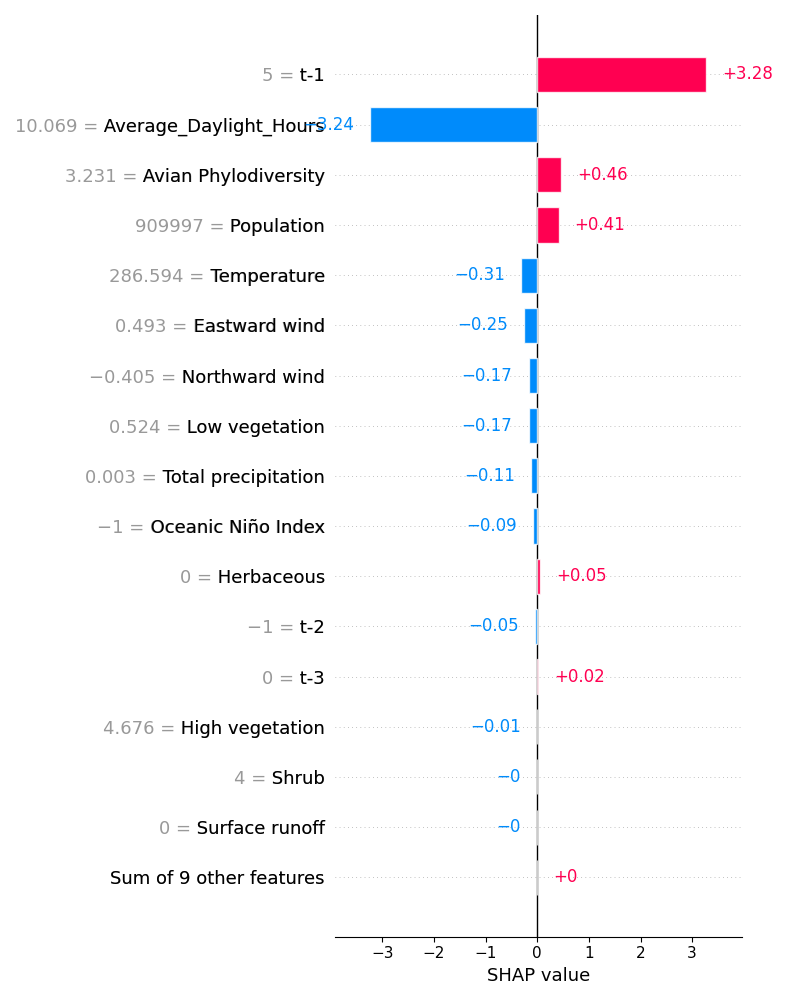 5 = t-1 +3.28
10.069 = Average_Daylight_Hours −3.24
3.231 = Avian Phylodiversity +0.46
909997 = Population +0.41
286.594 = Temperature −0.31
0.493 = Eastward wind −0.25
−0.405 = Northward wind −0.17
0.524 = Low vegetation −0.17
0.003 = Total precipitation −0.11
−1 = Oceanic Niño Index −0.09
0 = Herbaceous +0.05
−1 = t-2 −0.05
0 = t-3 +0.02
4.676 = High vegetation −0.01
4 = Shrub −0
0 = Surface runoff −0
Sum of 9 other features +0
−3 −2 −1 0 1 2 3
SHAP value